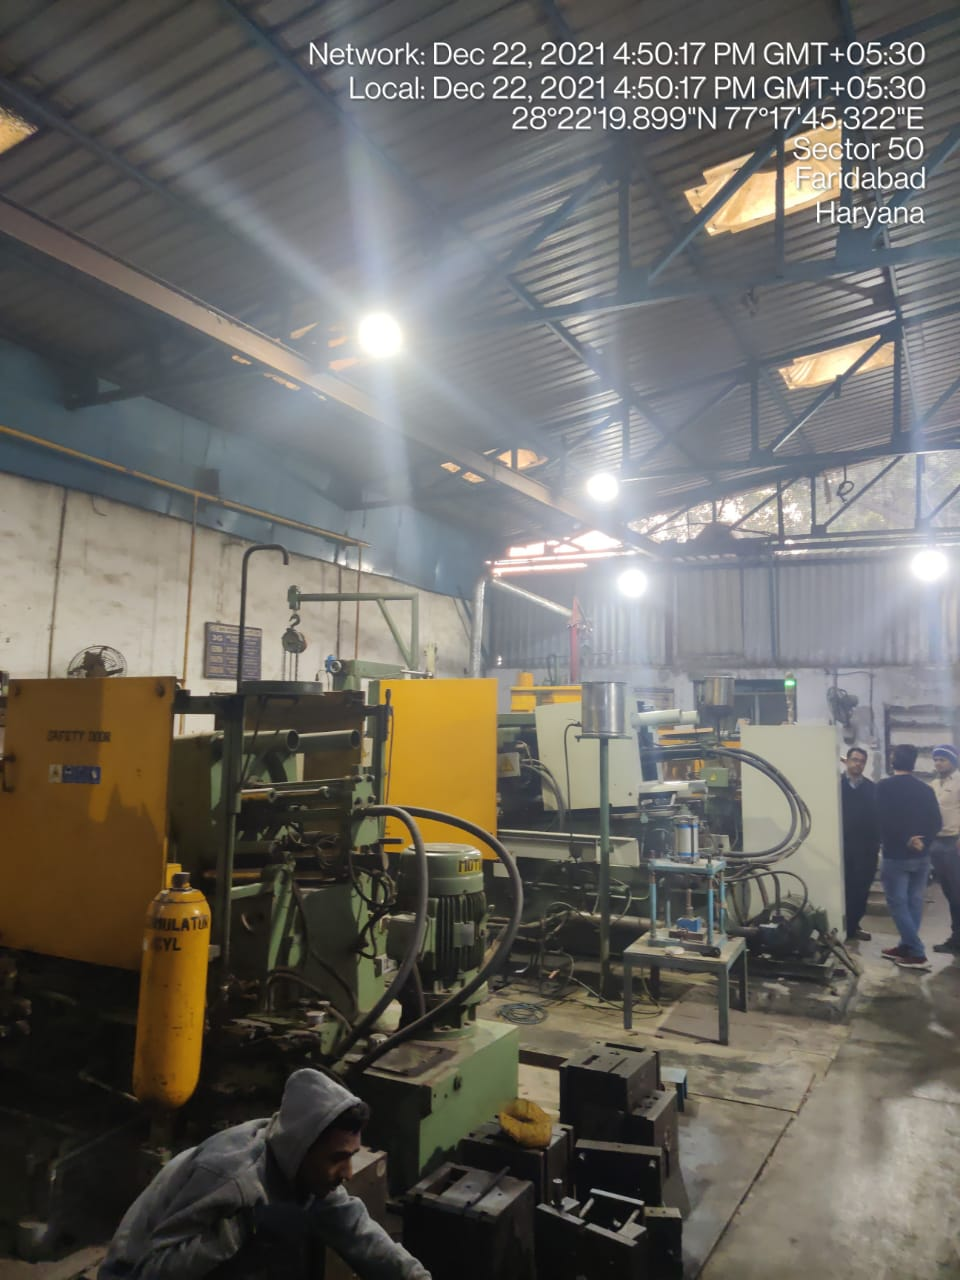 Network: Dec 22, 2021 4:50:17 PM GMT+05:30
Local: Dec 22, 2021 4:50:17 PM GMT+05:30
28°22'19.899"N 77°17'45.322"E
Sector 50
Faridabad
Haryana
3G
SAFETY DOOR
CYL